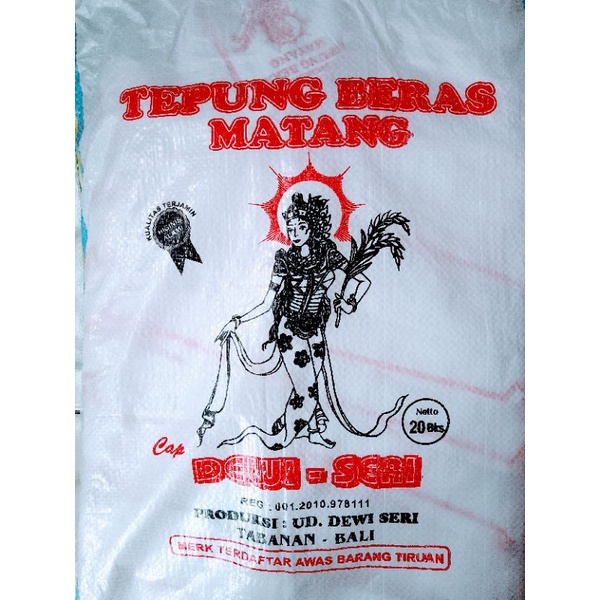 TEPUNG BERAS
MATANG
KUALITAS TERJAMIN
Netto
20 Bks
Cap
DEWI - SERI
REG : 001.2010.978111
PRODUKSI : UD. DEWI SERI
TABANAN - BALI
MERK TERDAFTAR AWAS BARANG TIRUAN